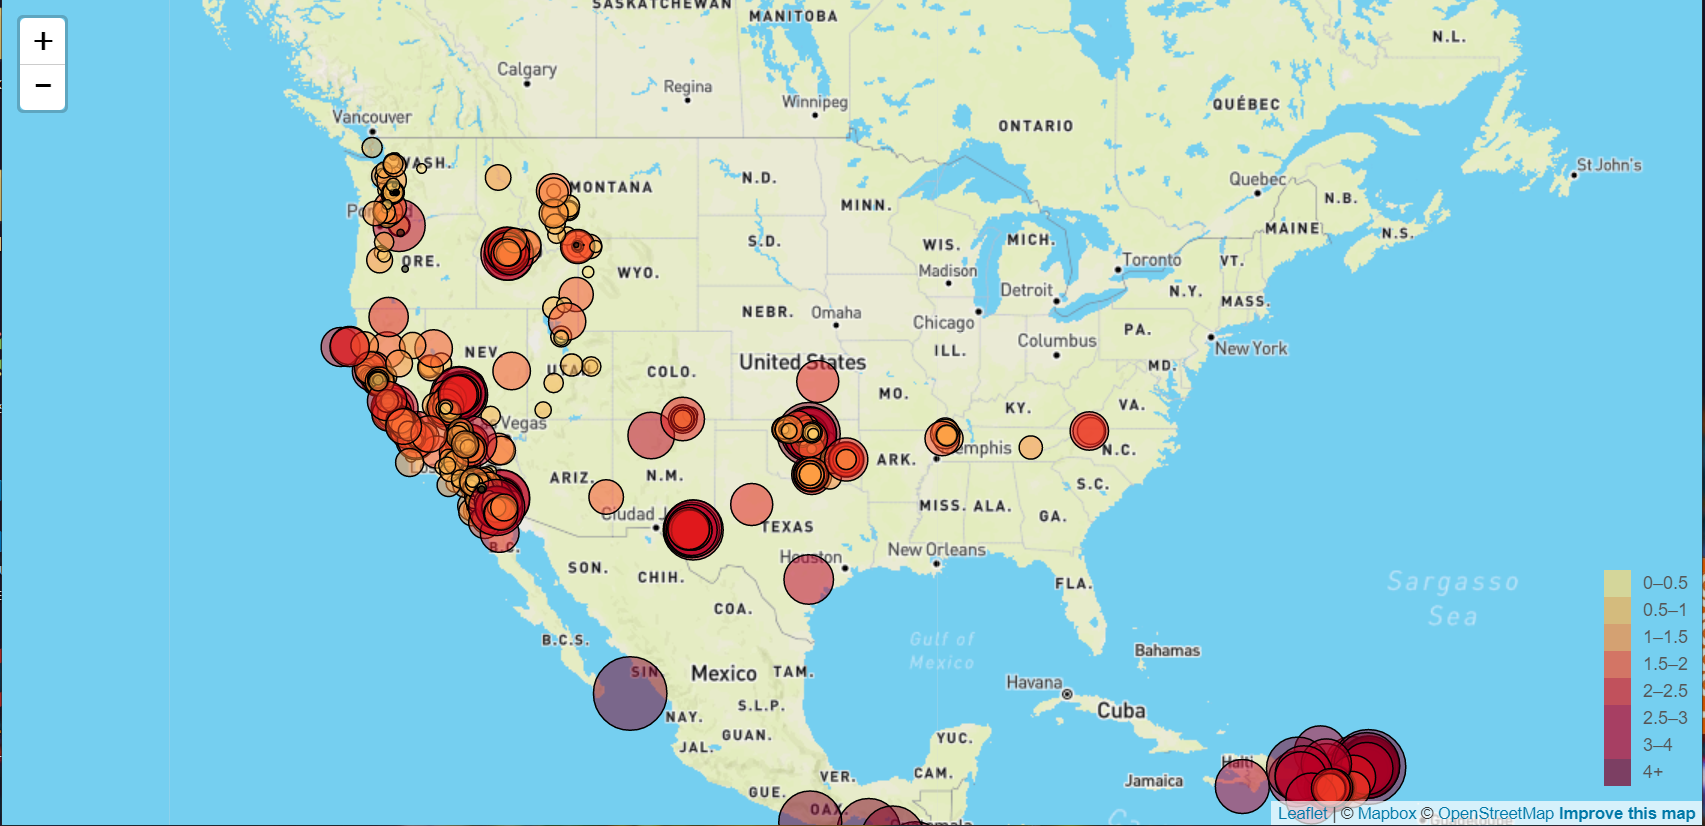 +
−
SASKATCHEWAN
MANITOBA
N.L.
Calgary
Regina
Winnipeg
QUÉBEC
Vancouver
ONTARIO
WASH.
St John's
MONTANA
N.D.
Quebec
N.B.
MINN.
MAINE
N.S.
S.D.
WIS.
MICH.
ORE.
WYO.
Madison
Toronto
VT.
Detroit
N.Y.
MASS.
NEBR.
Omaha
Chicago
PA.
Columbus
New York
NEV
ILL.
United States
UTAH
COLO.
MD.
MO.
KY.
VA.
Vegas
emphis
N.C.
ARK.
ARIZ.
N.M.
S.C.
MISS.
ALA.
GA.
Ciudad J
TEXAS
B.C.
Houston
New Orleans
SON.
CHIH.
FLA.
Sargasso
Sea
COA.
B.C.S.
Gulf of
Mexico
Bahamas
SIN.
Mexico
TAM.
Havana
Cuba
NAY.
S.L.P.
JAL.
GUAN.
YUC.
Haiti
VER.
CAM.
Jamaica
GUE.
OAX.
0–0.5
0.5–1
1–1.5
1.5–2
2–2.5
2.5–3
3–4
4+
Leaflet | © Mapbox © OpenStreetMap Improve this map